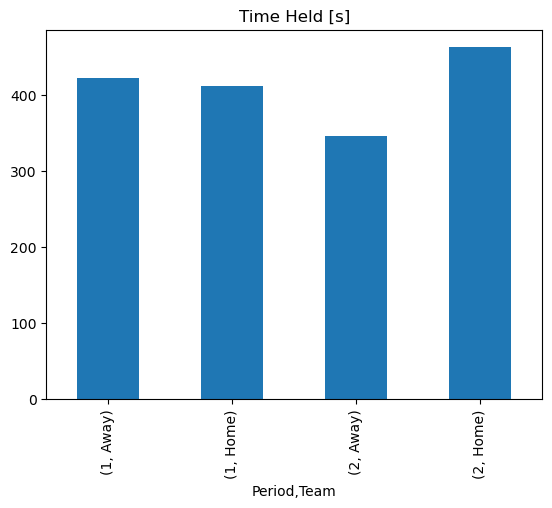 Time Held [s]
400
300
200
100
0
(1, Away)
(1, Home)
(2, Away)
(2, Home)
Period,Team